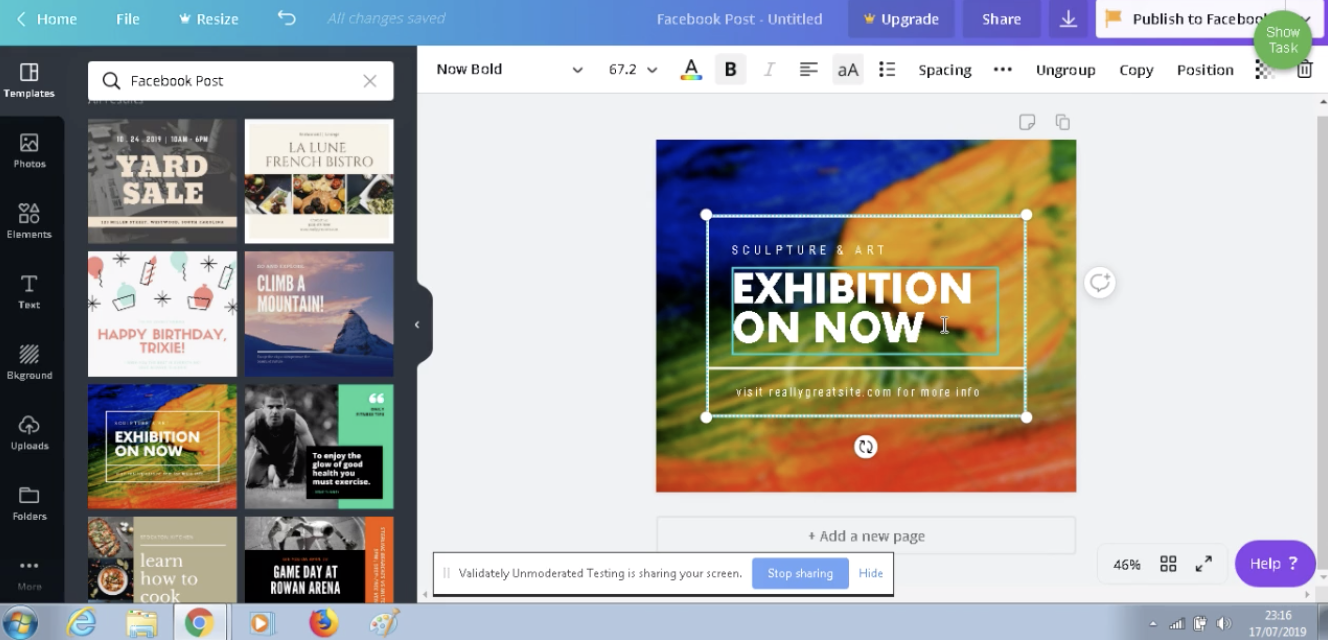 Home File Resize All changes saved Facebook Post - Untitled Upgrade Share Publish to Facebook
Show
Task
Templates
Photos
Elements
Text
Bkground
Uploads
Folders
More
Facebook Post
All results
10 . 24 . 2019 | 10AM - 6PM
YARD
SALE
LA LUNE
FRENCH BISTRO
HAPPY BIRTHDAY,
TRIXIE!
CLIMB A
MOUNTAIN!
SCULPTURE & ART
EXHIBITION
ON NOW
To enjoy the
glow of good
health you
must exercise.
learn
how to
cook
GAME DAY AT
ROWAN ARENA
Now Bold 67.2 A B I aA Spacing Ungroup Copy Position
SCULPTURE & ART
EXHIBITION
ON NOW
visit reallygreatsite.com for more info
+ Add a new page
Validately Unmoderated Testing is sharing your screen. Stop sharing Hide
46% Help ?
23:16
17/07/2019